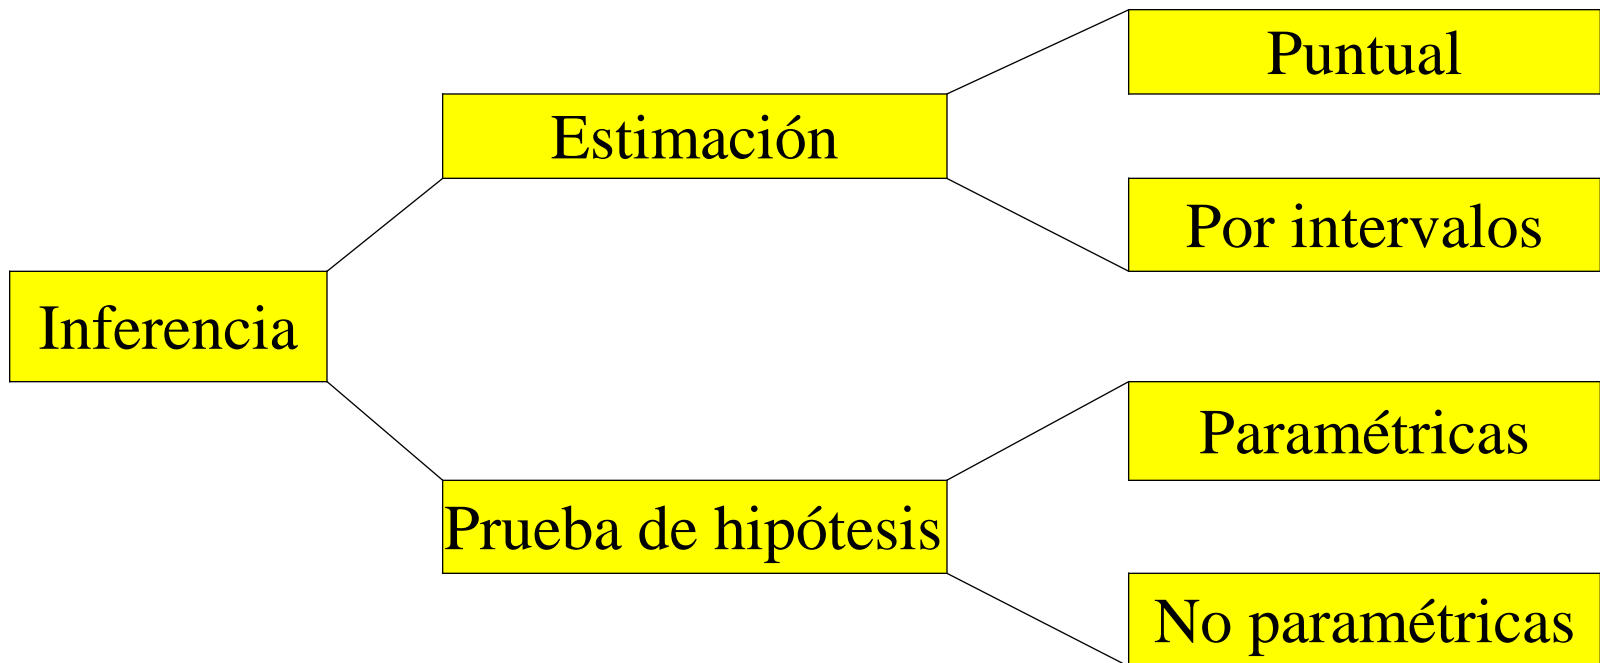 Puntual
Estimación
Por intervalos
Inferencia
Paramétricas
Prueba de hipótesis
No paramétricas